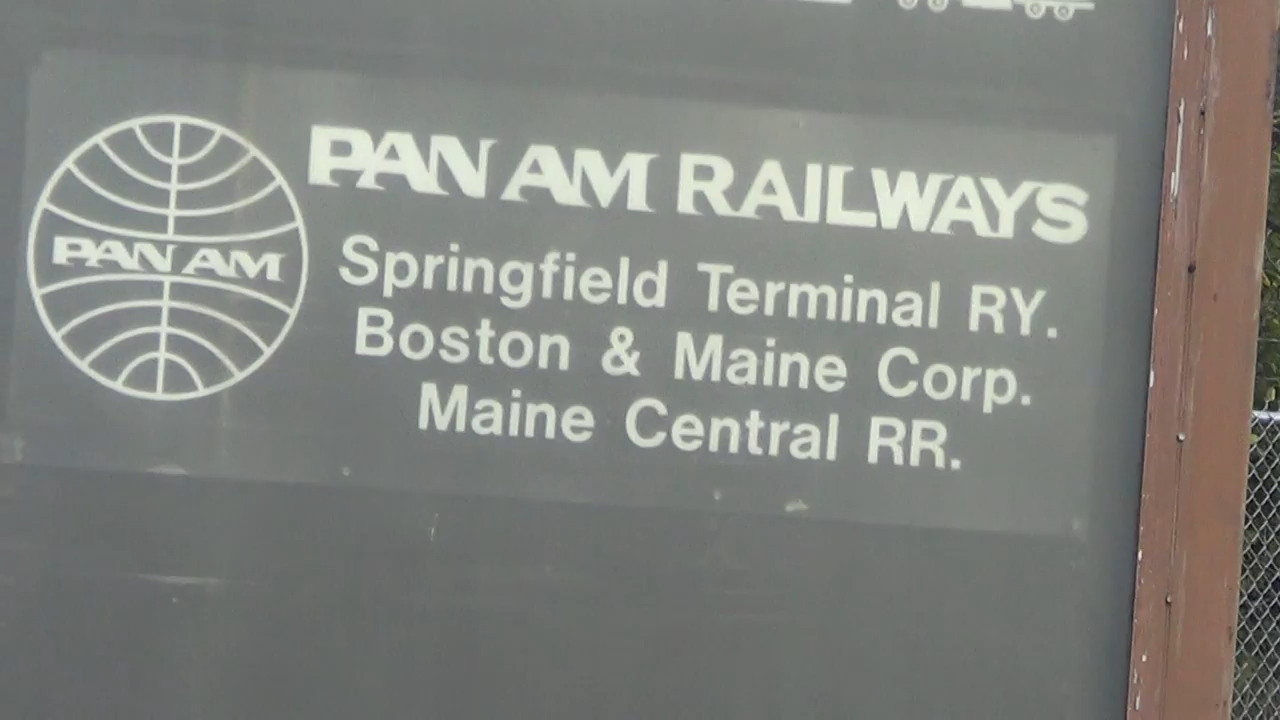 PAN AM RAILWAYS
PAN AM
Springfield Terminal RY.
Boston & Maine Corp.
Maine Central RR.